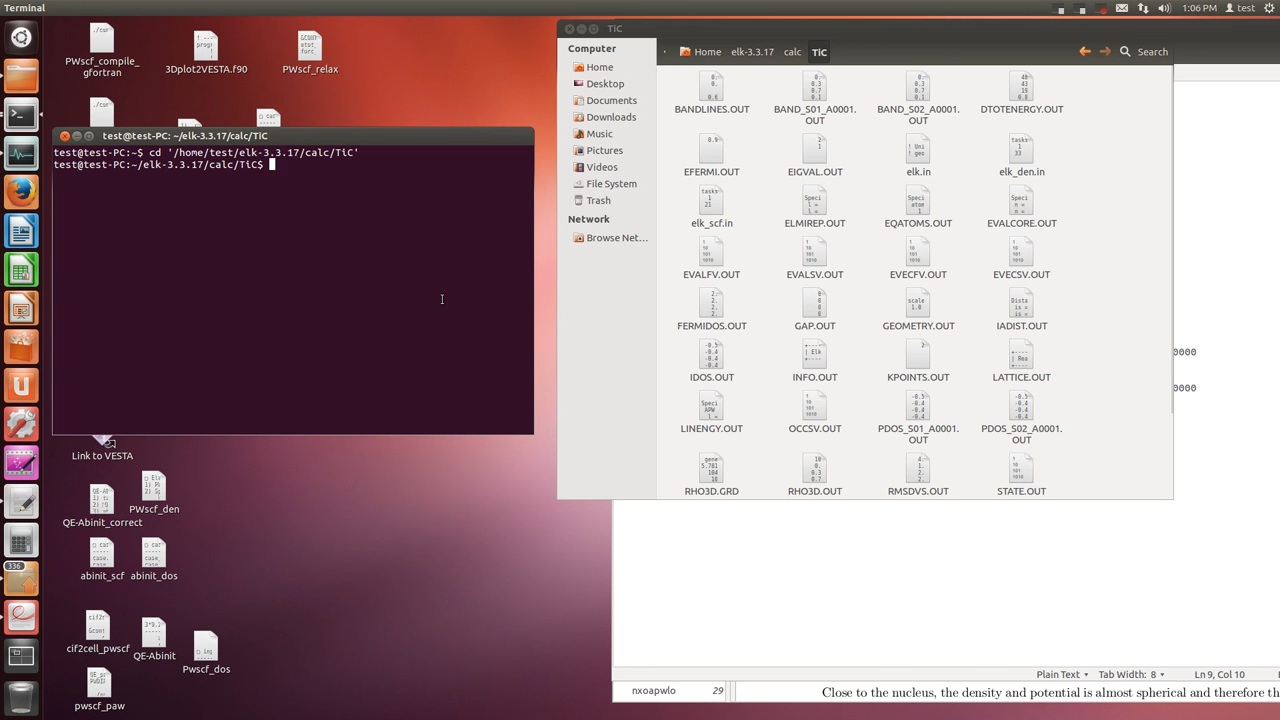 Terminal
1:06 PM
test
PWscf_compile_
gfortran
3Dplot2VESTA.f90
PWscf_relax
test@test-PC: ~/elk-3.3.17/calc/TiC
test@test-PC:~$ cd '/home/test/elk-3.3.17/calc/TiC'
test@test-PC:~/elk-3.3.17/calc/TiC$
Link to VESTA
PWscf_den
QE-Abinit_correct
abinit_scf
abinit_dos
336
cif2cell_pwscf
QE-Abinit
Pwscf_dos
pwscf_paw
TiC
Computer
Home
Desktop
Documents
Downloads
Music
Pictures
Videos
File System
Trash
Network
Browse Net...
Home
elk-3.3.17
calc
TiC
Search
BANDLINES.OUT
BAND_S01_A0001.
OUT
BAND_S02_A0001.
OUT
DTOTENERGY.OUT
EFERMI.OUT
EIGVAL.OUT
elk.in
elk_den.in
elk_scf.in
ELMIREP.OUT
EQATOMS.OUT
EVALCORE.OUT
EVALFV.OUT
EVALSV.OUT
EVECFV.OUT
EVECSV.OUT
FERMIDOS.OUT
GAP.OUT
GEOMETRY.OUT
IADIST.OUT
IDOS.OUT
INFO.OUT
KPOINTS.OUT
LATTICE.OUT
LINENGY.OUT
OCCSV.OUT
PDOS_S01_A0001.
OUT
PDOS_S02_A0001.
OUT
RHO3D.GRD
RHO3D.OUT
RMSDVS.OUT
STATE.OUT
0000
0000
Plain Text
Tab Width: 8
Ln 9, Col 10
nxoapwlo
29
Close to the nucleus, the density and potential is almost spherical and therefore th